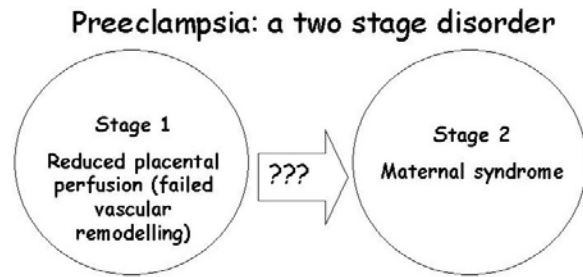 Preeclampsia: a two stage disorder
Stage 1
Reduced placental
perfusion (failed
vascular
remodelling)
???
Stage 2
Maternal syndrome